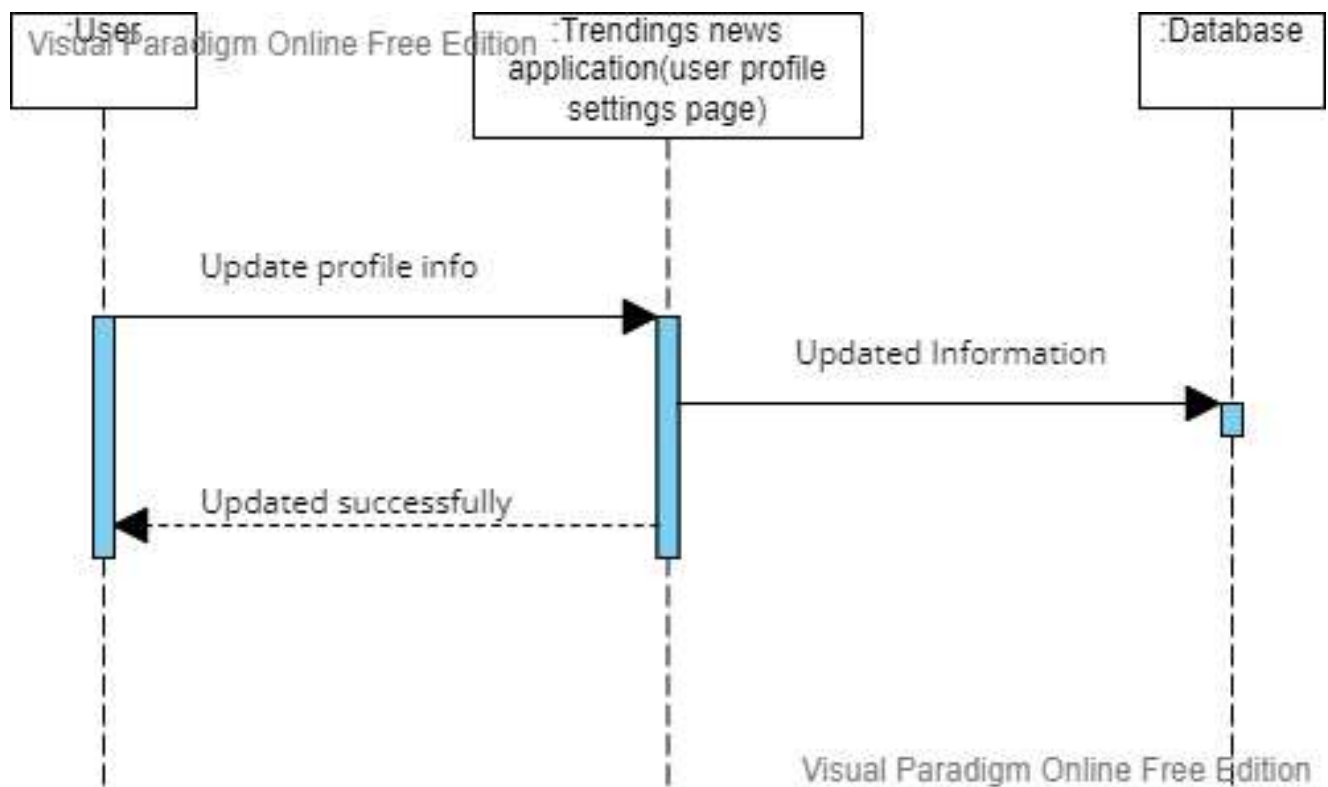 :User
Visual Paradigm Online Free Edition
:Trendings news
application(user profile
settings page)
:Database
Update profile info
Updated Information
Updated successfully
Visual Paradigm Online Free Edition